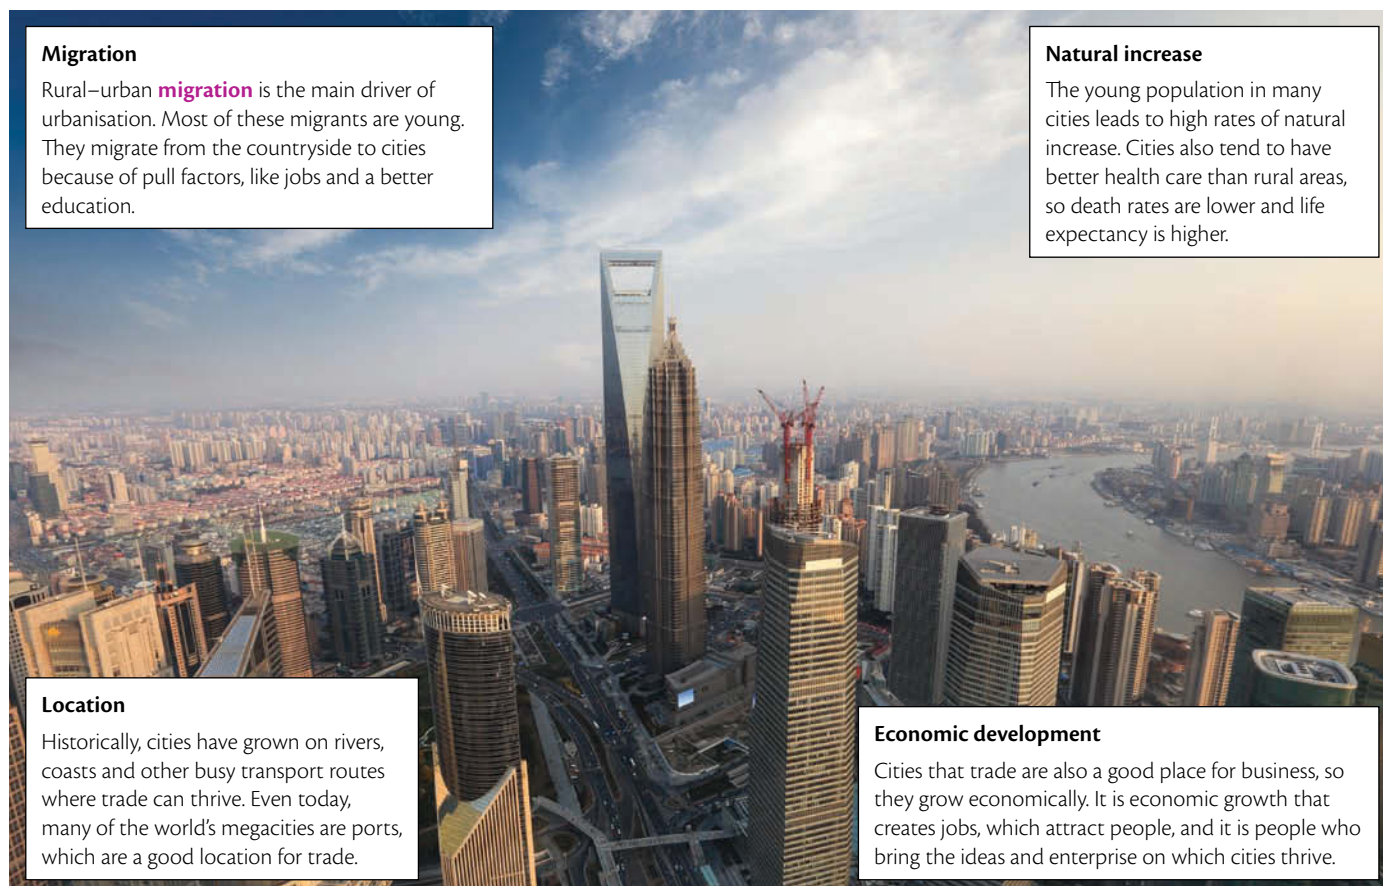 Migration
Rural–urban migration is the main driver of
urbanisation. Most of these migrants are young.
They migrate from the countryside to cities
because of pull factors, like jobs and a better
education.
Natural increase
The young population in many
cities leads to high rates of natural
increase. Cities also tend to have
better health care than rural areas,
so death rates are lower and life
expectancy is higher.
Location
Historically, cities have grown on rivers,
coasts and other busy transport routes
where trade can thrive. Even today,
many of the world’s megacities are ports,
which are a good location for trade.
Economic development
Cities that trade are also a good place for business, so
they grow economically. It is economic growth that
creates jobs, which attract people, and it is people who
bring the ideas and enterprise on which cities thrive.